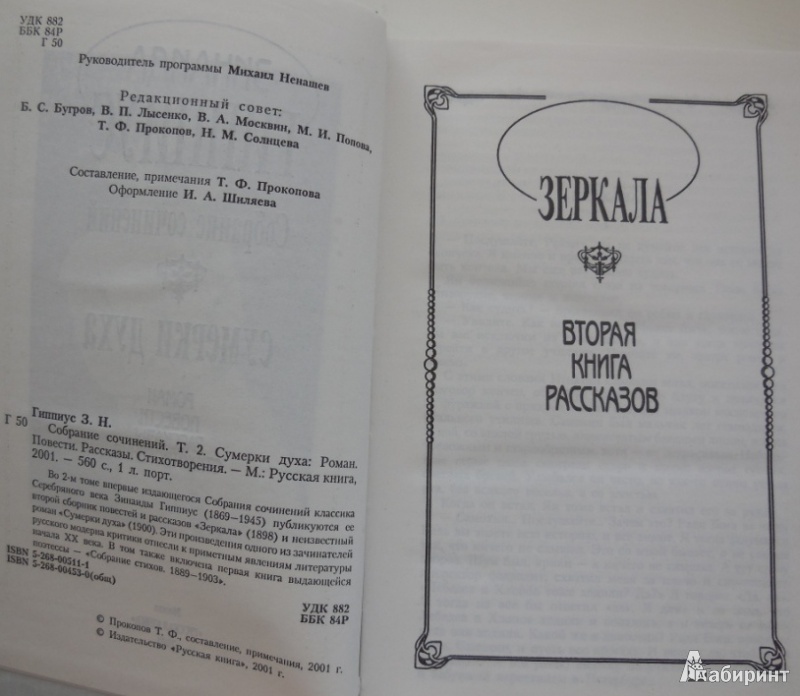 УДК 882
ББК 84Р
Г 50
Руководитель программы Михаил Ненашев
Редакционный совет:
Б. С. Бугров, В. П. Лысенко, В. А. Москвин, М. И. Попова,
Т. Ф. Прокопов, Н. М. Солнцева
Составление, примечания Т. Ф. Прокопова
Оформление И. А. Шиляева
Гиппиус З. Н.
Г 50 Собрание сочинений. Т. 2. Сумерки духа: Роман.
Повести. Рассказы. Стихотворения. — М.: Русская книга,
2001. — 560 с., 1 л. порт.
Во 2-м томе впервые издающегося Собрания сочинений классика
Серебряного века Зинаиды Гиппиус (1869—1945) публикуются ее
второй сборник повестей и рассказов «Зеркала» (1898) и неизвестный
роман «Сумерки духа» (1900). Эти произведения одного из зачинателей
русского модерна критики отнесли к приметным явлениям литературы
начала XX века. В том также включена первая книга выдающейся
поэтессы — «Собрание стихов. 1889—1903».
ISBN 5-268-00511-1
ISBN 5-268-00453-0(общ)
УДК 882
ББК 84Р
© Прокопов Т. Ф., составление, примечания, 2001 г.
© Издательство «Русская книга», 2001 г.
ЗЕРКАЛА
ВТОРАЯ
КНИГА
РАССКАЗОВ
Лабиринт